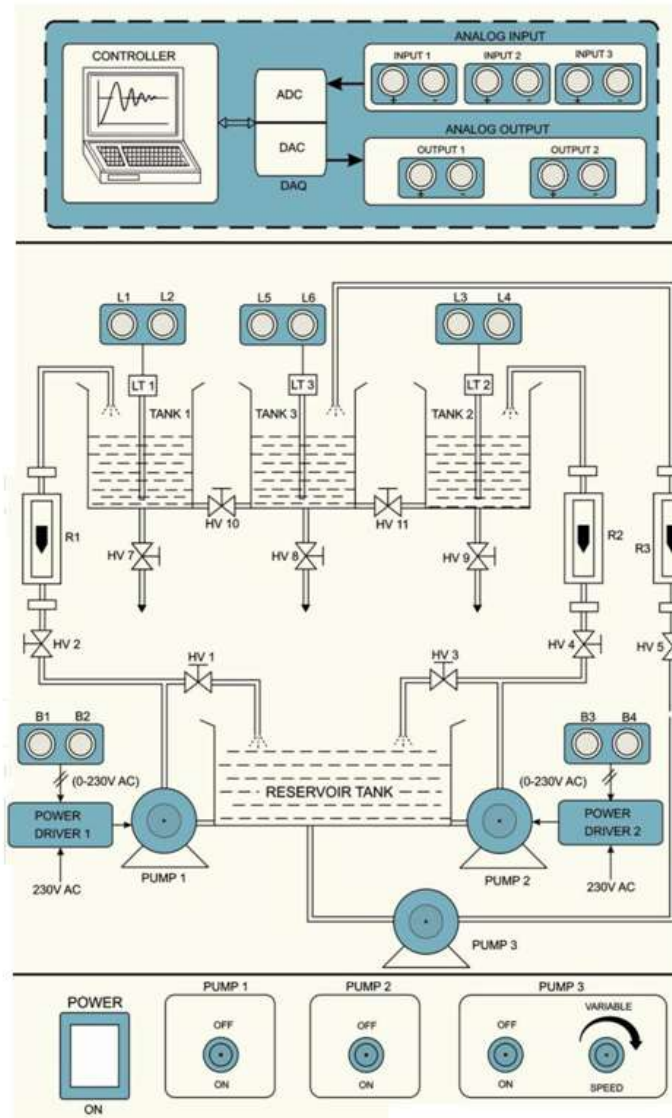 CONTROLLER
ANALOG INPUT
INPUT 1
INPUT 2
INPUT 3
+ -
+ -
+ -
ADC
DAC
DAQ
ANALOG OUTPUT
OUTPUT 1
OUTPUT 2
+ -
+ -
L1 L2
L5 L6
L3 L4
LT 1
LT 3
LT 2
TANK 1
TANK 3
TANK 2
HV 10
HV 11
R1
R2
R3
HV 7
HV 8
HV 9
HV 2
HV 1
HV 3
HV 4
HV 5
B1 B2
B3 B4
(0-230V AC)
(0-230V AC)
RESERVOIR TANK
POWER
DRIVER 1
POWER
DRIVER 2
230V AC
PUMP 1
PUMP 2
230V AC
PUMP 3
POWER
ON
PUMP 1
OFF
ON
PUMP 2
OFF
ON
PUMP 3
OFF
ON
VARIABLE
SPEED